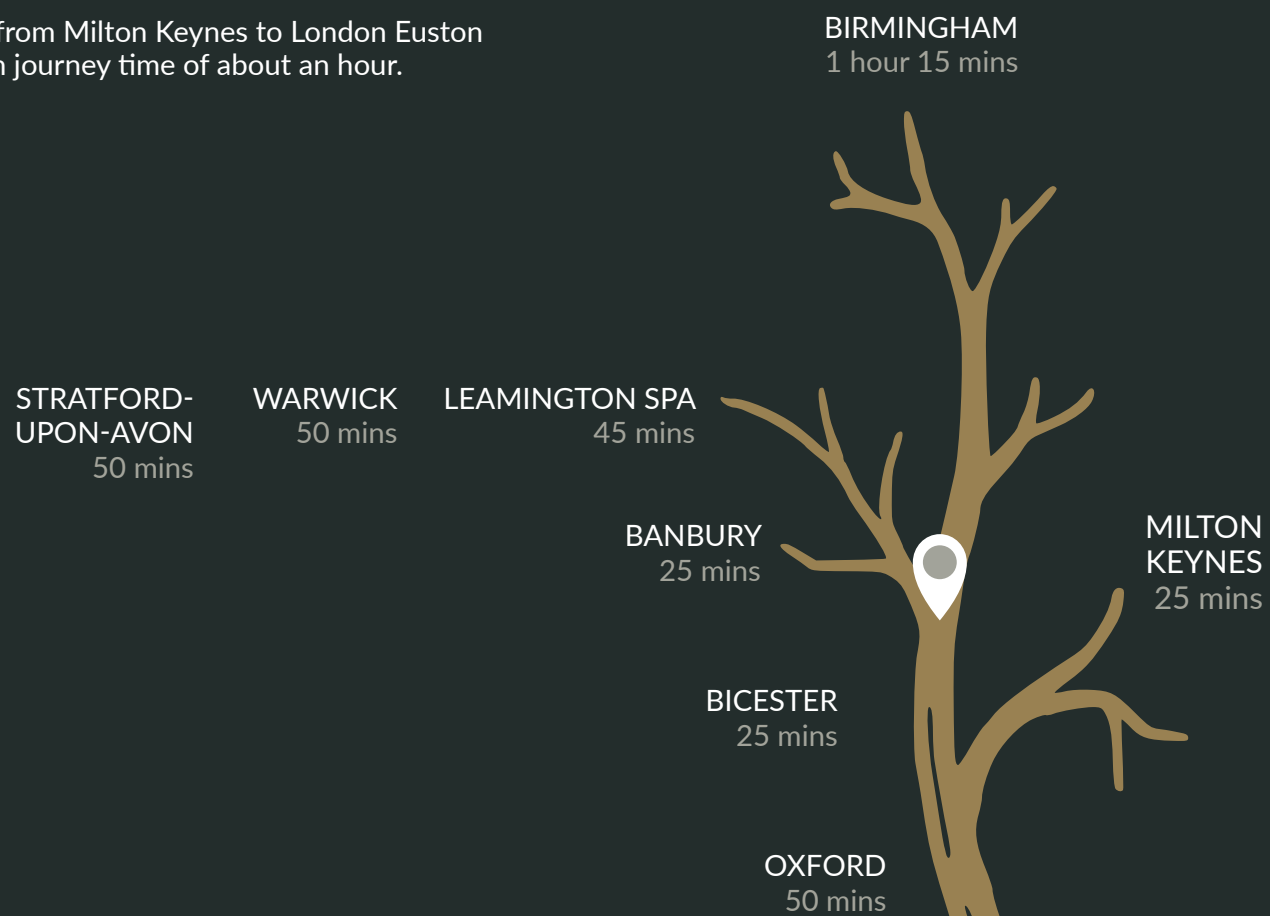 from Milton Keynes to London Euston
journey time of about an hour.
BIRMINGHAM
1 hour 15 mins
STRATFORD-
UPON-AVON
50 mins
WARWICK
50 mins
LEAMINGTON SPA
45 mins
BANBURY
25 mins
MILTON
KEYNES
25 mins
BICESTER
25 mins
OXFORD
50 mins